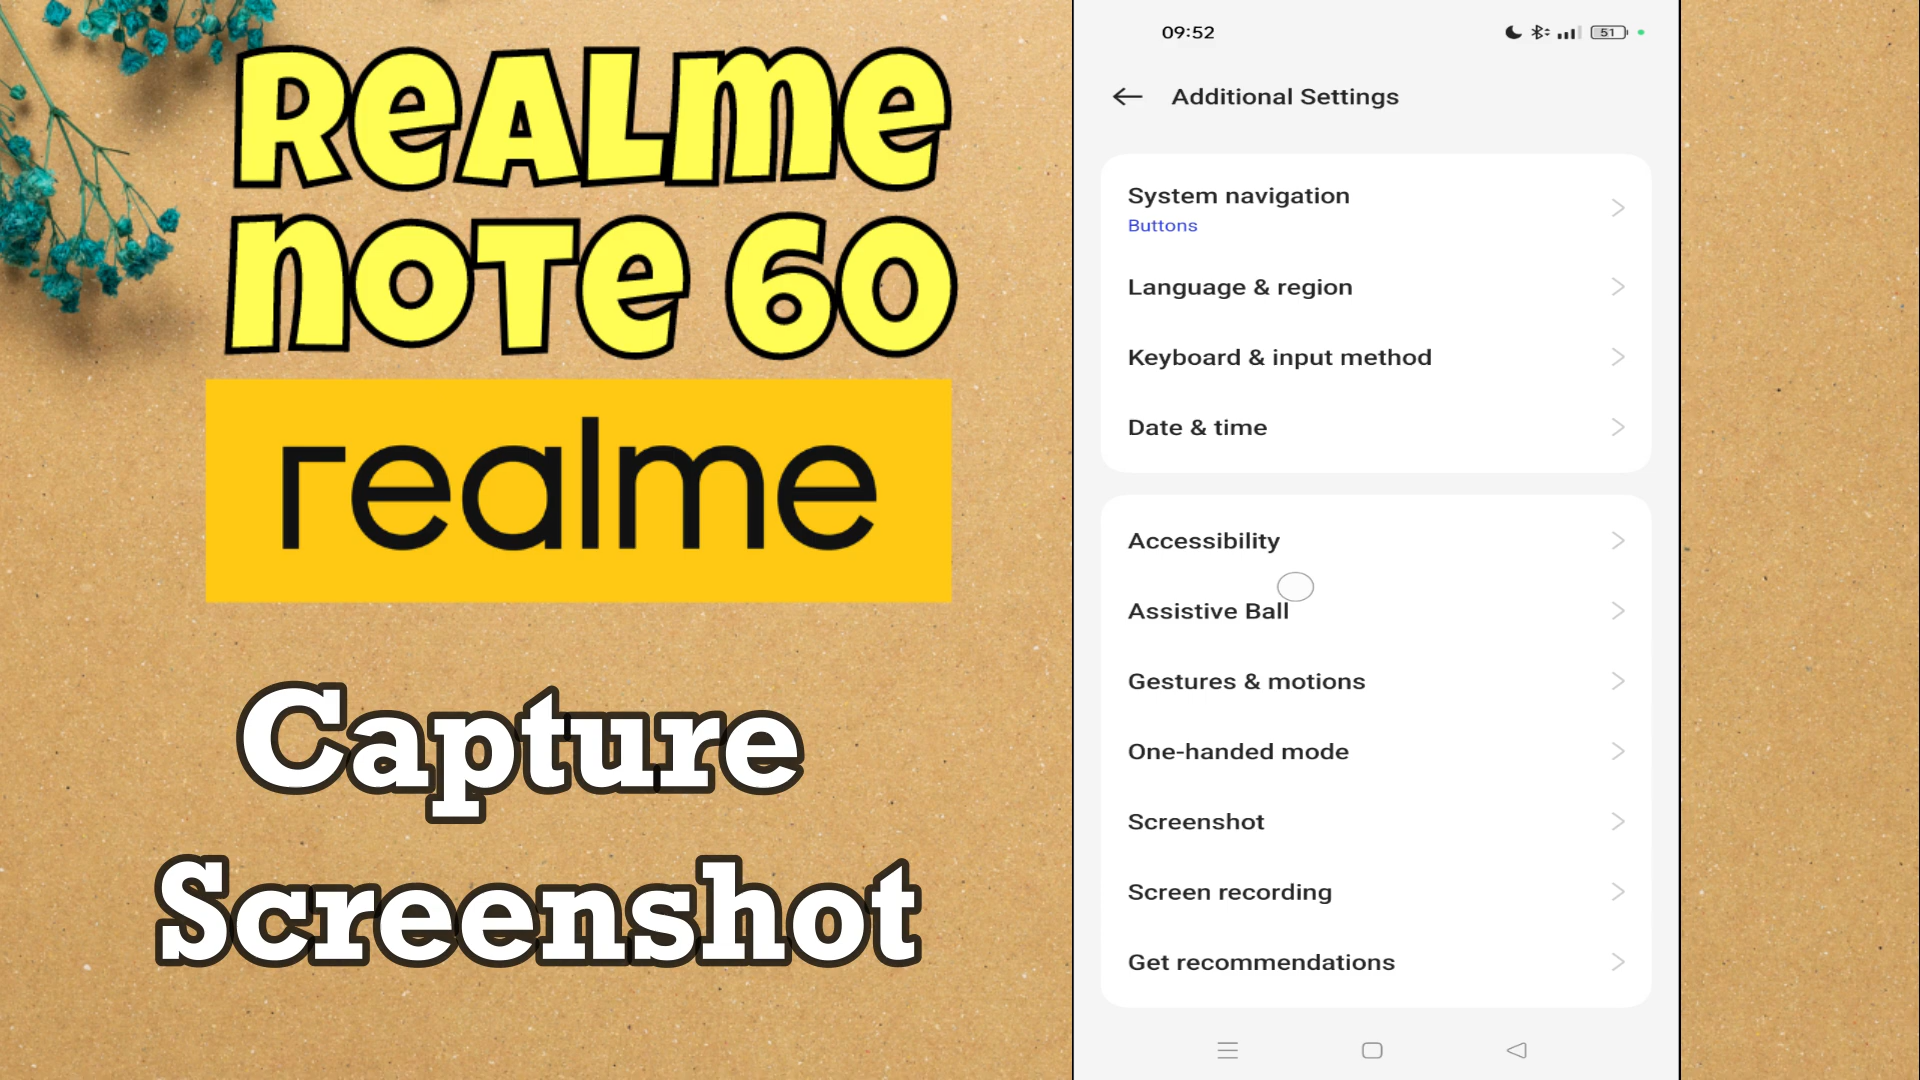 Realme
Note 60
realme
Capture
Screenshot
09:52
51
Additional Settings
System navigation
Buttons
Language & region
Keyboard & input method
Date & time
Accessibility
Assistive Ball
Gestures & motions
One-handed mode
Screenshot
Screen recording
Get recommendations